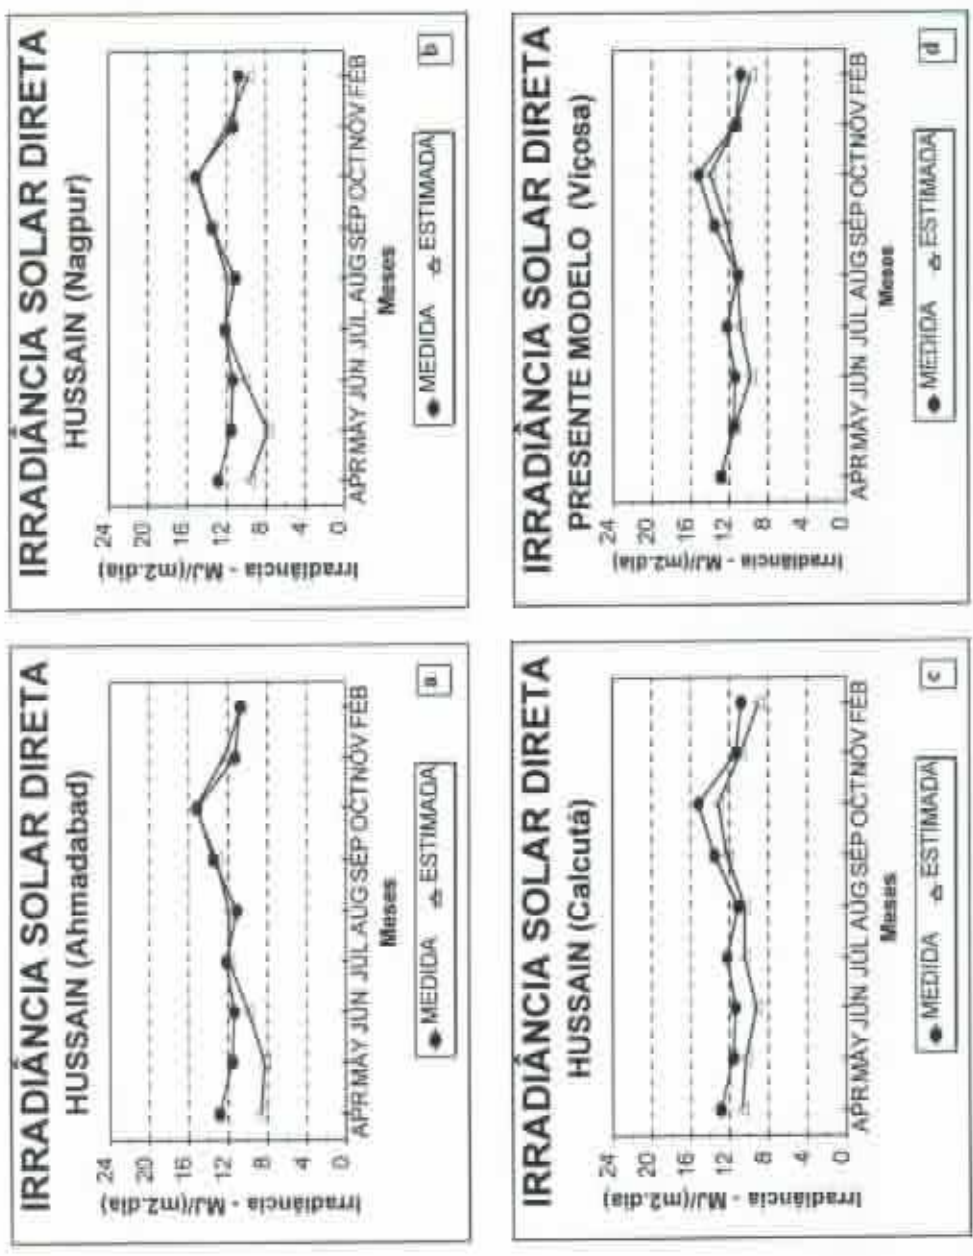 IRRADIÂNCIA SOLAR DIRETA
HUSSAIN (Ahmadabad)
Irradiância - MJ/(m2.dia)
24
20
16
12
8
4
0
APR MAY JUN JUL AUG SEP OCT NOV FEB
Meses
MEDIDA ESTIMADA
a
IRRADIÂNCIA SOLAR DIRETA
HUSSAIN (Nagpur)
Irradiância - MJ/(m2.dia)
24
20
16
12
8
4
0
APR MAY JUN JUL AUG SEP OCT NOV FEB
Meses
MEDIDA ESTIMADA
b
IRRADIÂNCIA SOLAR DIRETA
HUSSAIN (Calcutá)
Irradiância - MJ/(m2.dia)
24
20
16
12
8
4
0
APR MAY JUN JUL AUG SEP OCT NOV FEB
Meses
MEDIDA ESTIMADA
c
IRRADIÂNCIA SOLAR DIRETA
PRESENTE MODELO (Viçosa)
Irradiância - MJ/(m2.dia)
24
20
16
12
8
4
0
APR MAY JUN JUL AUG SEP OCT NOV FEB
Meses
MEDIDA ESTIMADA
d